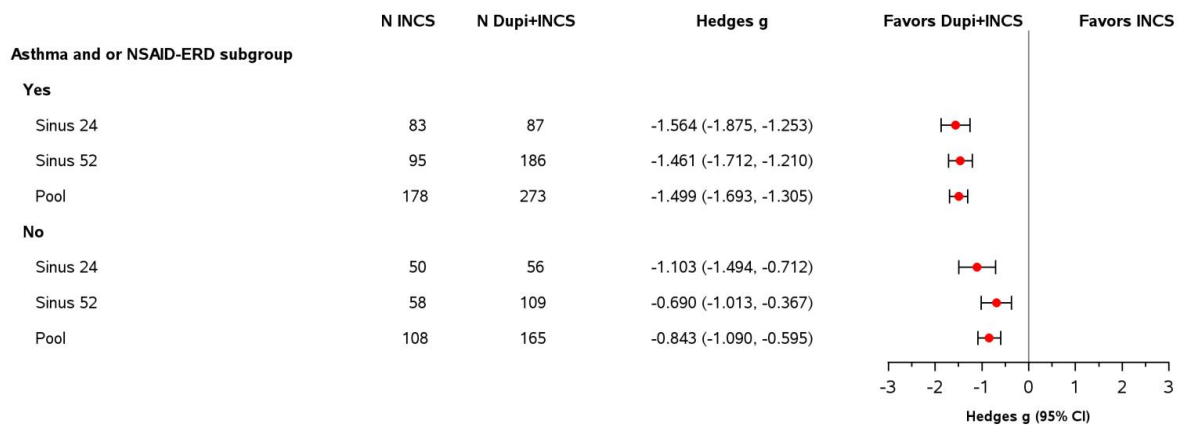 N INCS N Dupi+INCS Hedges g Favors Dupi+INCS Favors INCS
Asthma and or NSAID-ERD subgroup
Yes
Sinus 24 83 87 -1.564 (-1.875, -1.253)
Sinus 52 95 186 -1.461 (-1.712, -1.210)
Pool 178 273 -1.499 (-1.693, -1.305)
No
Sinus 24 50 56 -1.103 (-1.494, -0.712)
Sinus 52 58 109 -0.690 (-1.013, -0.367)
Pool 108 165 -0.843 (-1.090, -0.595)
-3 -2 -1 0 1 2 3
Hedges g (95% CI)